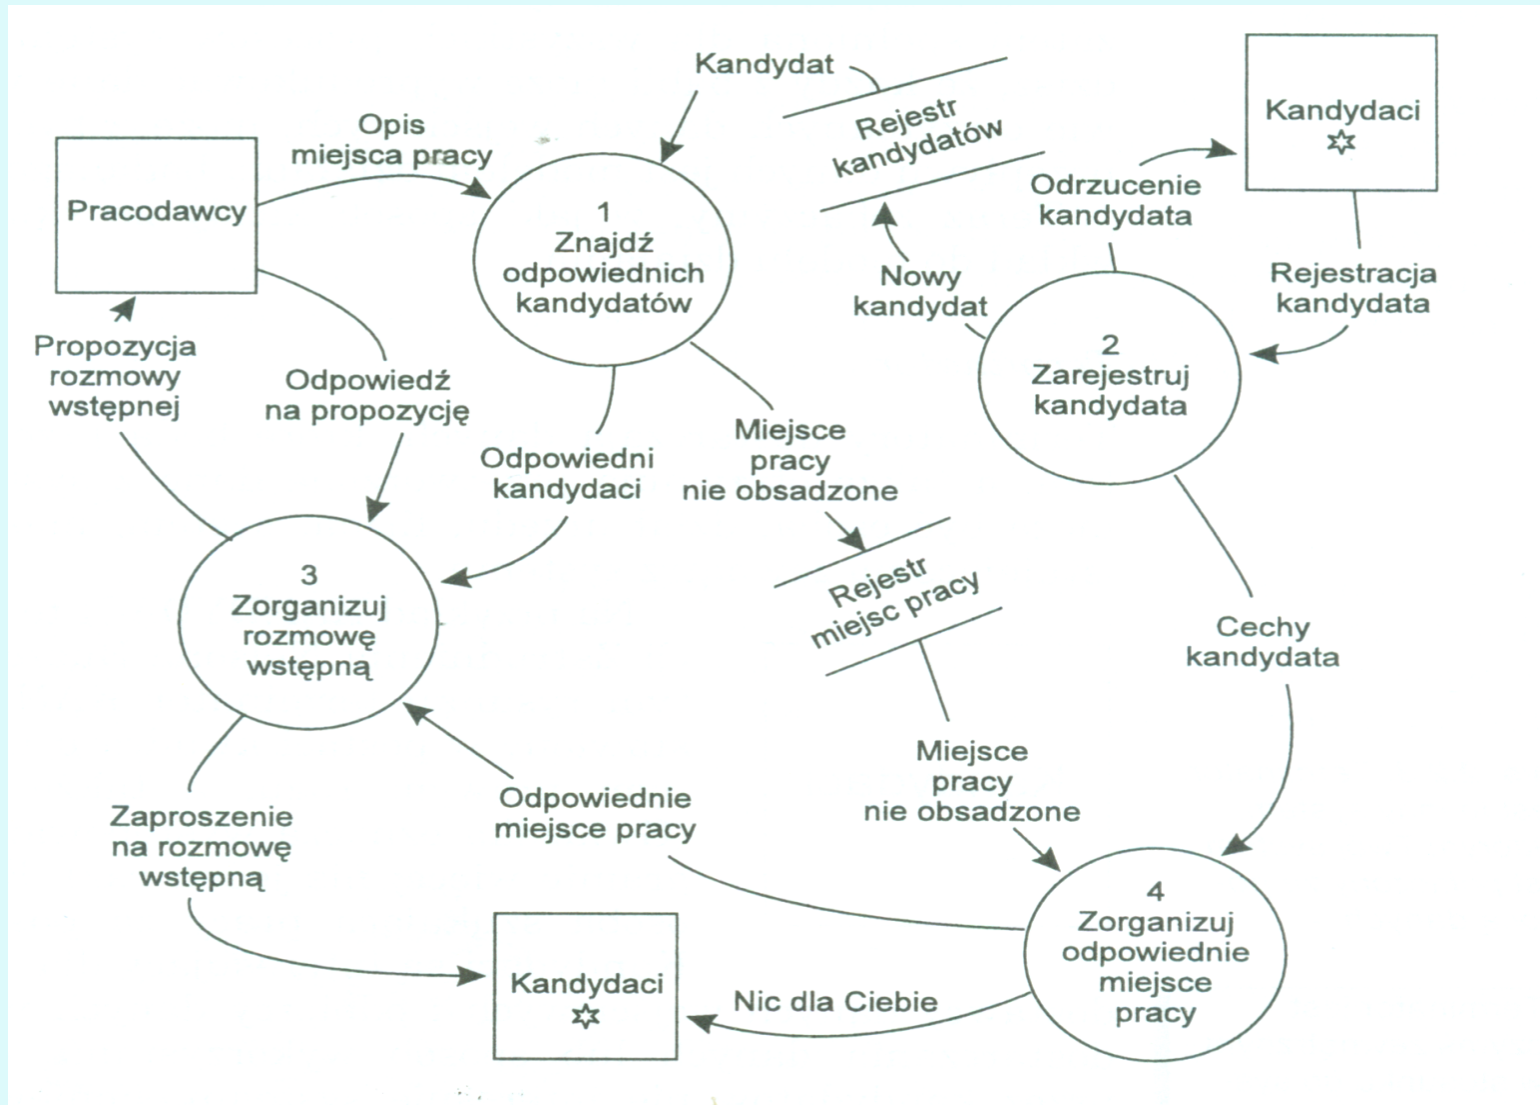 Kandydat
Rejestr
kandydatów
Kandydaci
Opis
miejsca pracy
Pracodawcy
1
Znajdź
odpowiednich
kandydatów
Odrzucenie
kandydata
Nowy
kandydat
Rejestracja
kandydata
2
Zarejestruj
kandydata
Propozycja
rozmowy
wstępnej
Odpowiedź
na propozycję
Odpowiedni
kandydaci
Miejsce
pracy
nie obsadzone
3
Zorganizuj
rozmowę
wstępną
Rejestr
miejsc pracy
Cechy
kandydata
Miejsce
pracy
nie obsadzone
Zaproszenie
na rozmowę
wstępną
Odpowiednie
miejsce pracy
4
Zorganizuj
odpowiednie
miejsce
pracy
Kandydaci
Nic dla Ciebie